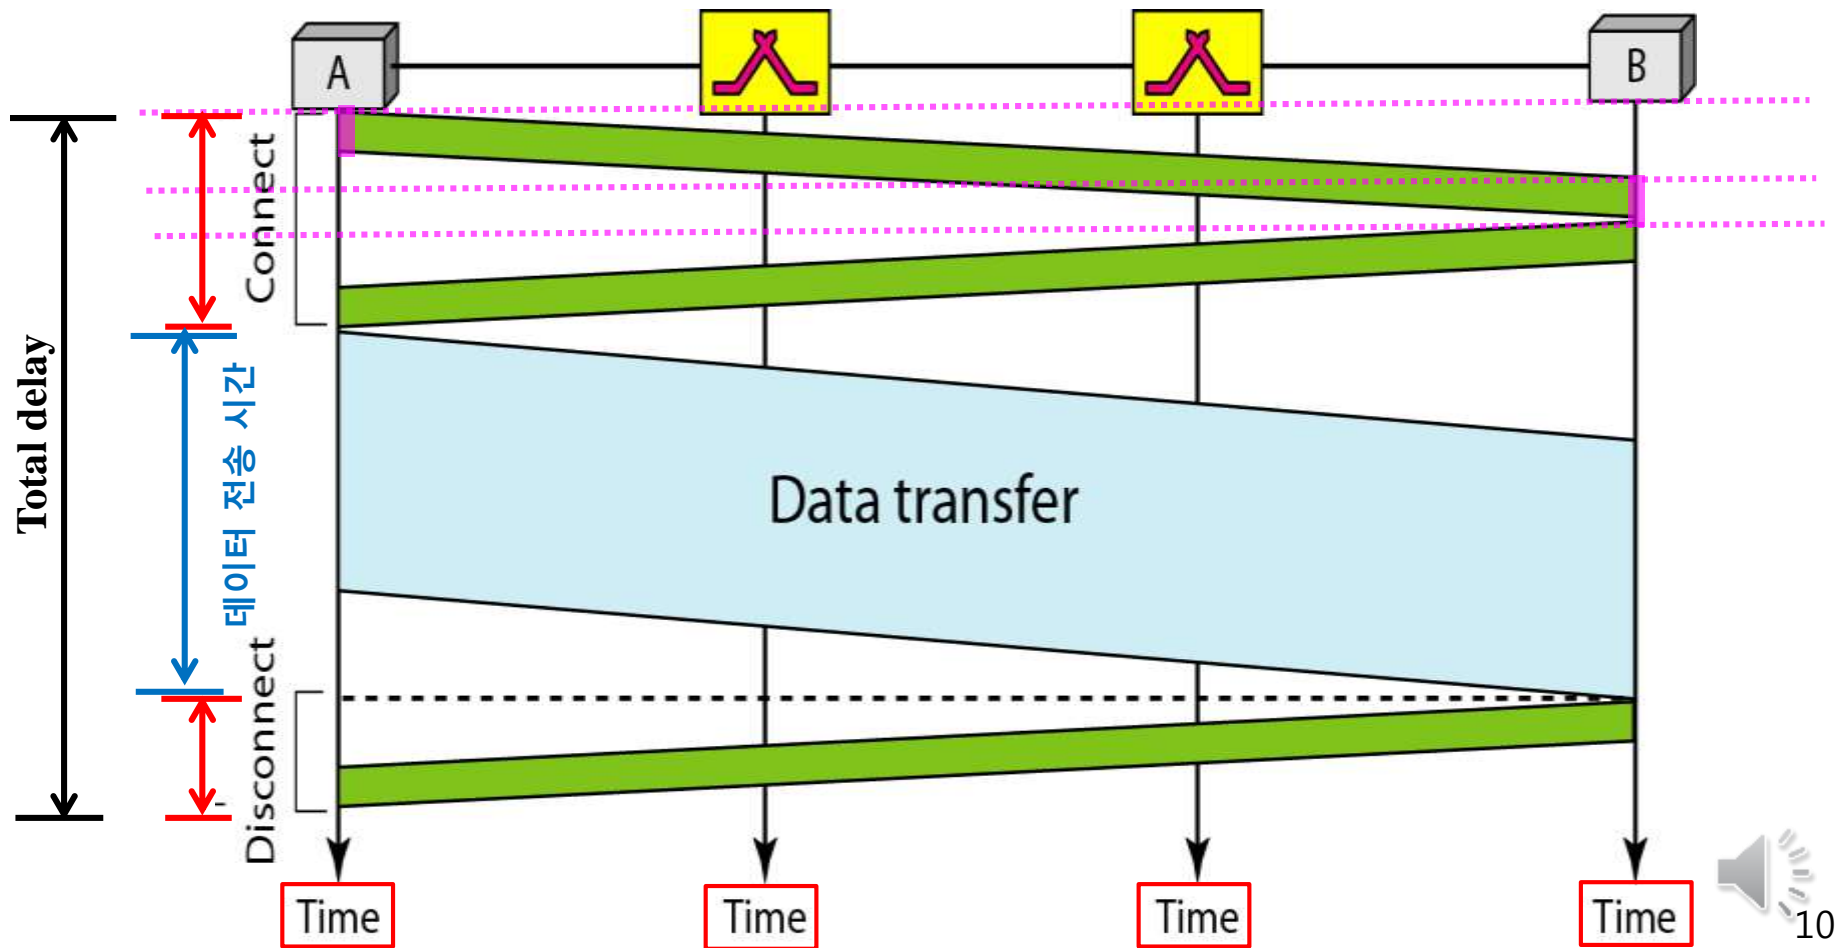 A
B
Connect
Total delay
데이터 전송 시간
Data transfer
Disconnect
Time
Time
Time
Time
10